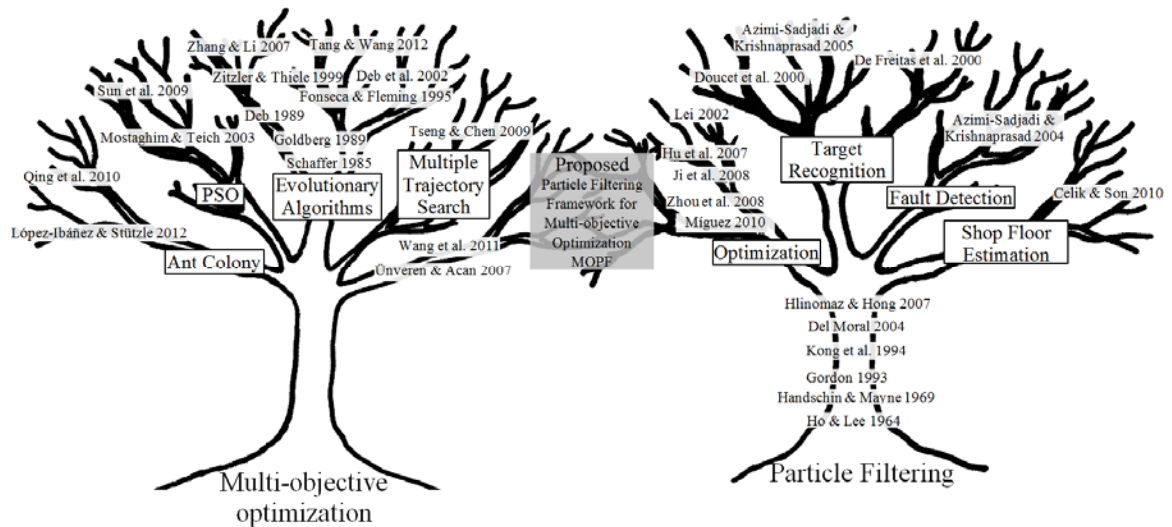 Zhang & Li 2007
Tang & Wang 2012
Zitzler & Thiele 1999
Deb et al. 2002
Sun et al. 2009
Fonseca & Fleming 1995
Deb 1989
Mostaghim & Teich 2003
Goldberg 1989
Tseng & Chen 2009
Schaffer 1985
Qing et al. 2010
PSO
Evolutionary
Algorithms
Multiple
Trajectory
Search
López-Ibáñez & Stützle 2012
Ant Colony
Wang et al. 2011
Ünveren & Acan 2007
Multi-objective
optimization
Proposed
Particle Filtering
Framework for
Multi-objective
Optimization
MOPF
Azimi-Sadjadi &
Krishnaprasad 2005
De Freitas et al. 2000
Doucet et al. 2000
Lei 2002
Azimi-Sadjadi &
Krishnaprasad 2004
Hu et al. 2007
Target
Recognition
Ji et al. 2008
Celik & Son 2010
Zhou et al. 2008
Fault Detection
Míguez 2010
Optimization
Shop Floor
Estimation
Hlinomaz & Hong 2007
Del Moral 2004
Kong et al. 1994
Gordon 1993
Handschin & Mayne 1969
Ho & Lee 1964
Particle Filtering